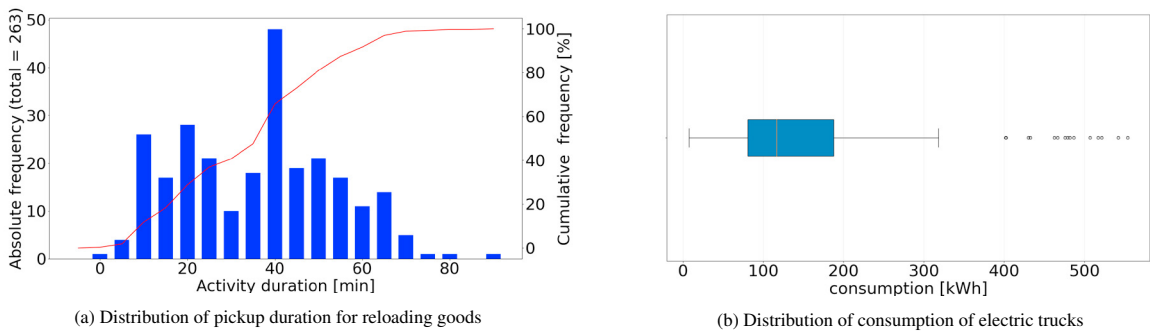 Absolute frequency (total = 263)
50
40
30
20
10
0
0 20 40 60 80
Activity duration [min]
100
80
60
40
20
0
Cumulative frequency [%]
(a) Distribution of pickup duration for reloading goods
0 100 200 300 400 500
consumption [kWh]
(b) Distribution of consumption of electric trucks